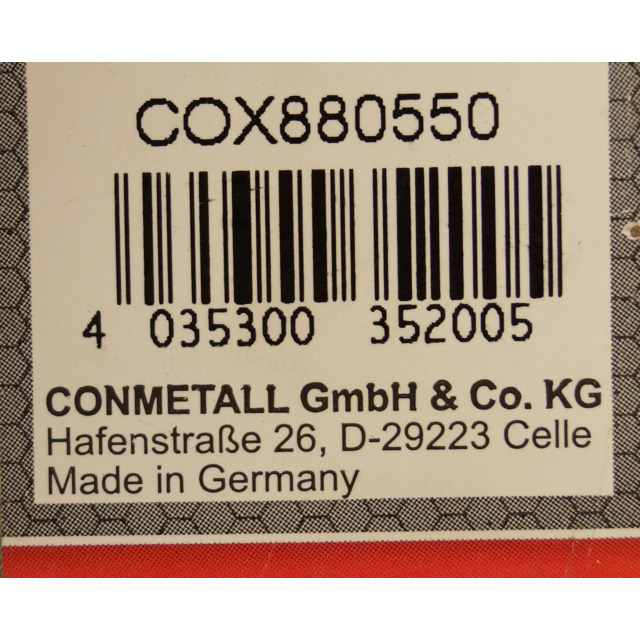 COX880550
4 035300 352005
CONMETALL GmbH & Co. KG
Hafenstraße 26, D-29223 Celle
Made in Germany